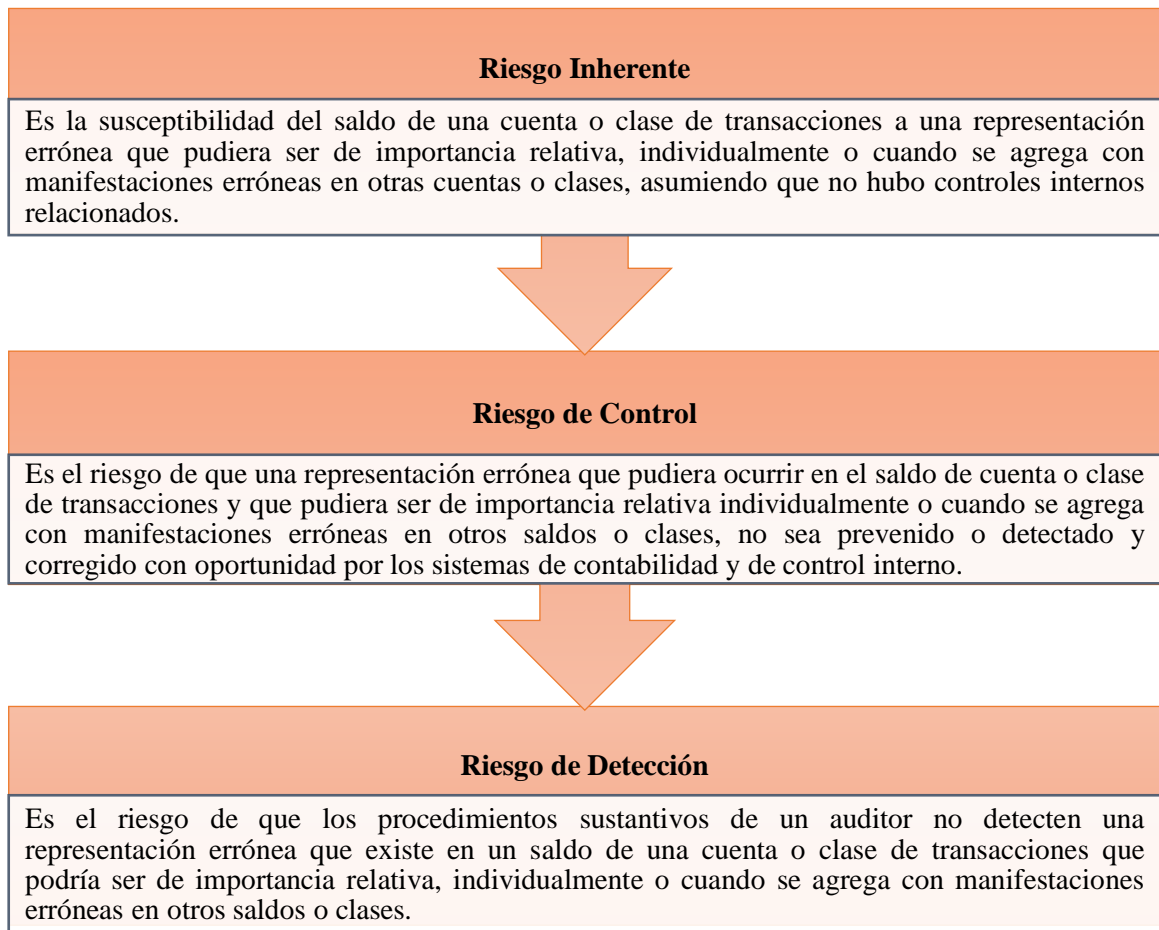 Riesgo Inherente
Es la susceptibilidad del saldo de una cuenta o clase de transacciones a una representación
errónea que pudiera ser de importancia relativa, individualmente o cuando se agrega con
manifestaciones erróneas en otras cuentas o clases, asumiendo que no hubo controles internos
relacionados.
Riesgo de Control
Es el riesgo de que una representación errónea que pudiera ocurrir en el saldo de cuenta o clase
de transacciones y que pudiera ser de importancia relativa individualmente o cuando se agrega
con manifestaciones erróneas en otros saldos o clases, no sea prevenido o detectado y
corregido con oportunidad por los sistemas de contabilidad y de control interno.
Riesgo de Detección
Es el riesgo de que los procedimientos sustantivos de un auditor no detecten una
representación errónea que existe en un saldo de una cuenta o clase de transacciones que
podría ser de importancia relativa, individualmente o cuando se agrega con manifestaciones
erróneas en otros saldos o clases.